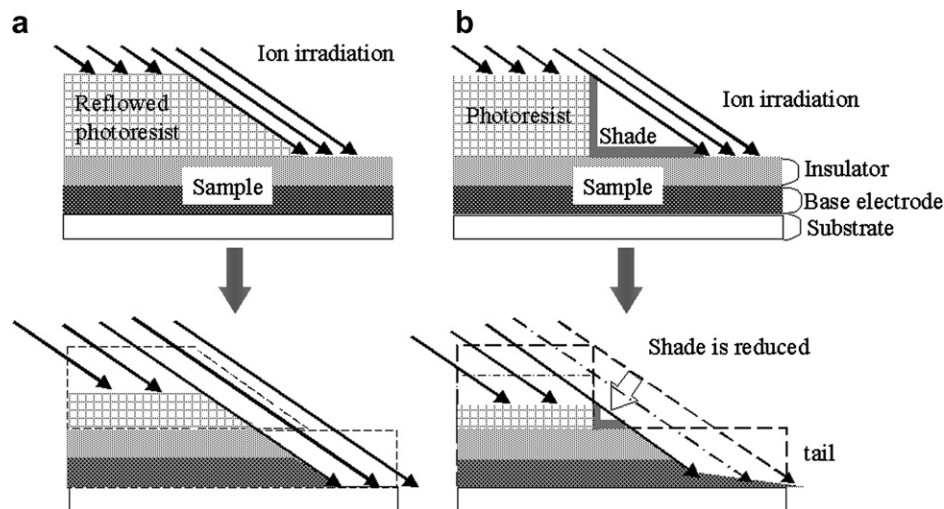 a
Ion irradiation
Reflowed
photoresist
Sample
b
Ion irradiation
Photoresist
Shade
Sample
Insulator
Base electrode
Substrate
Shade is reduced
tail